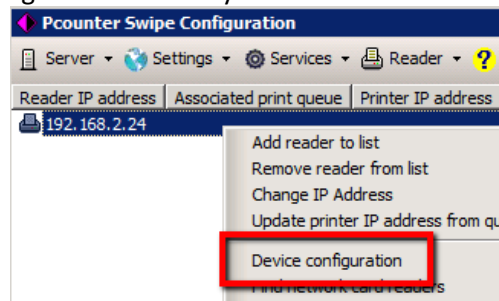 Pcounter Swipe Configuration
Server Settings Services Reader ?
Reader IP address Associated print queue Printer IP address
192.168.2.24
Add reader to list
Remove reader from list
Change IP Address
Update printer IP address from qu
Device configuration
Find network card readers